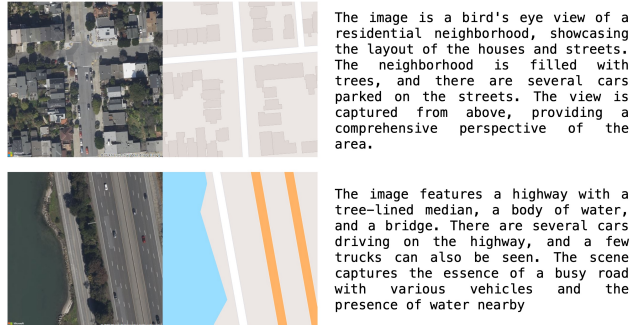 The image is a bird's eye view of a
residential neighborhood, showcasing
the layout of the houses and streets.
The neighborhood is filled with
trees, and there are several cars
parked on the streets. The view is
captured from above, providing a
comprehensive perspective of the
area.
The image features a highway with a
tree-lined median, a body of water,
and a bridge. There are several cars
driving on the highway, and a few
trucks can also be seen. The scene
captures the essence of a busy road
with various vehicles and the
presence of water nearby